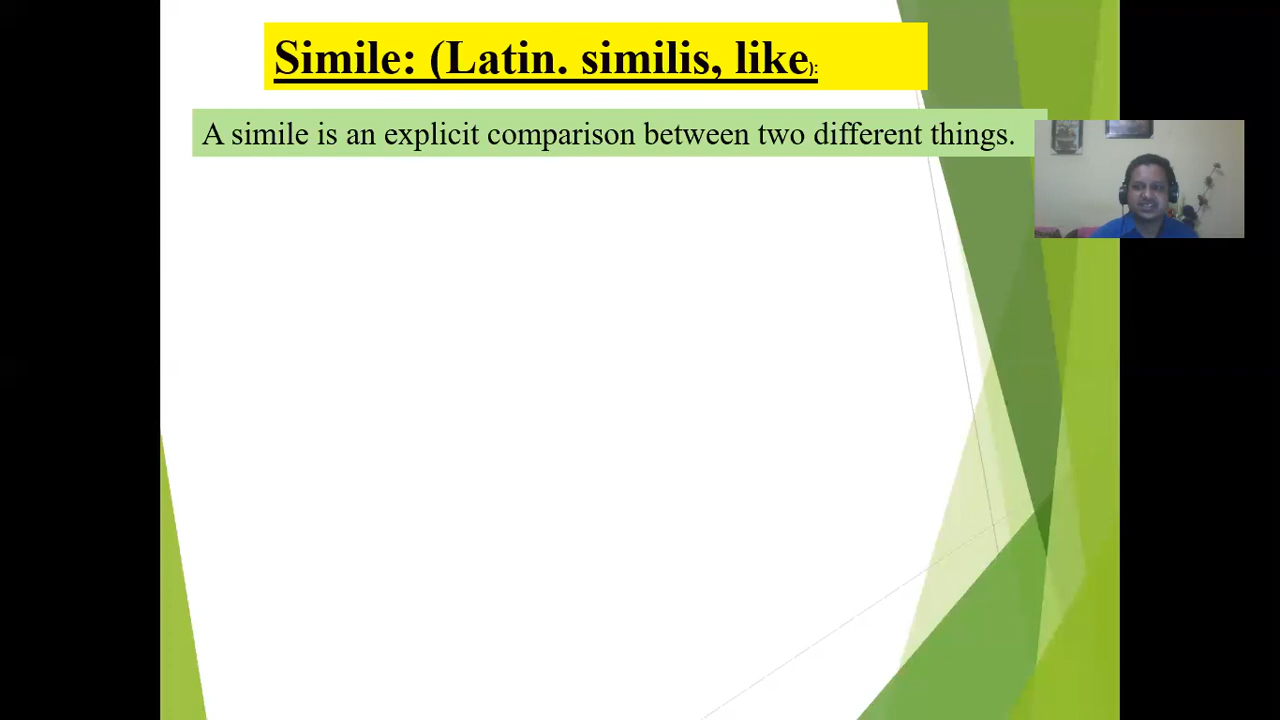 Simile: (Latin. similis, like):
A simile is an explicit comparison between two different things.